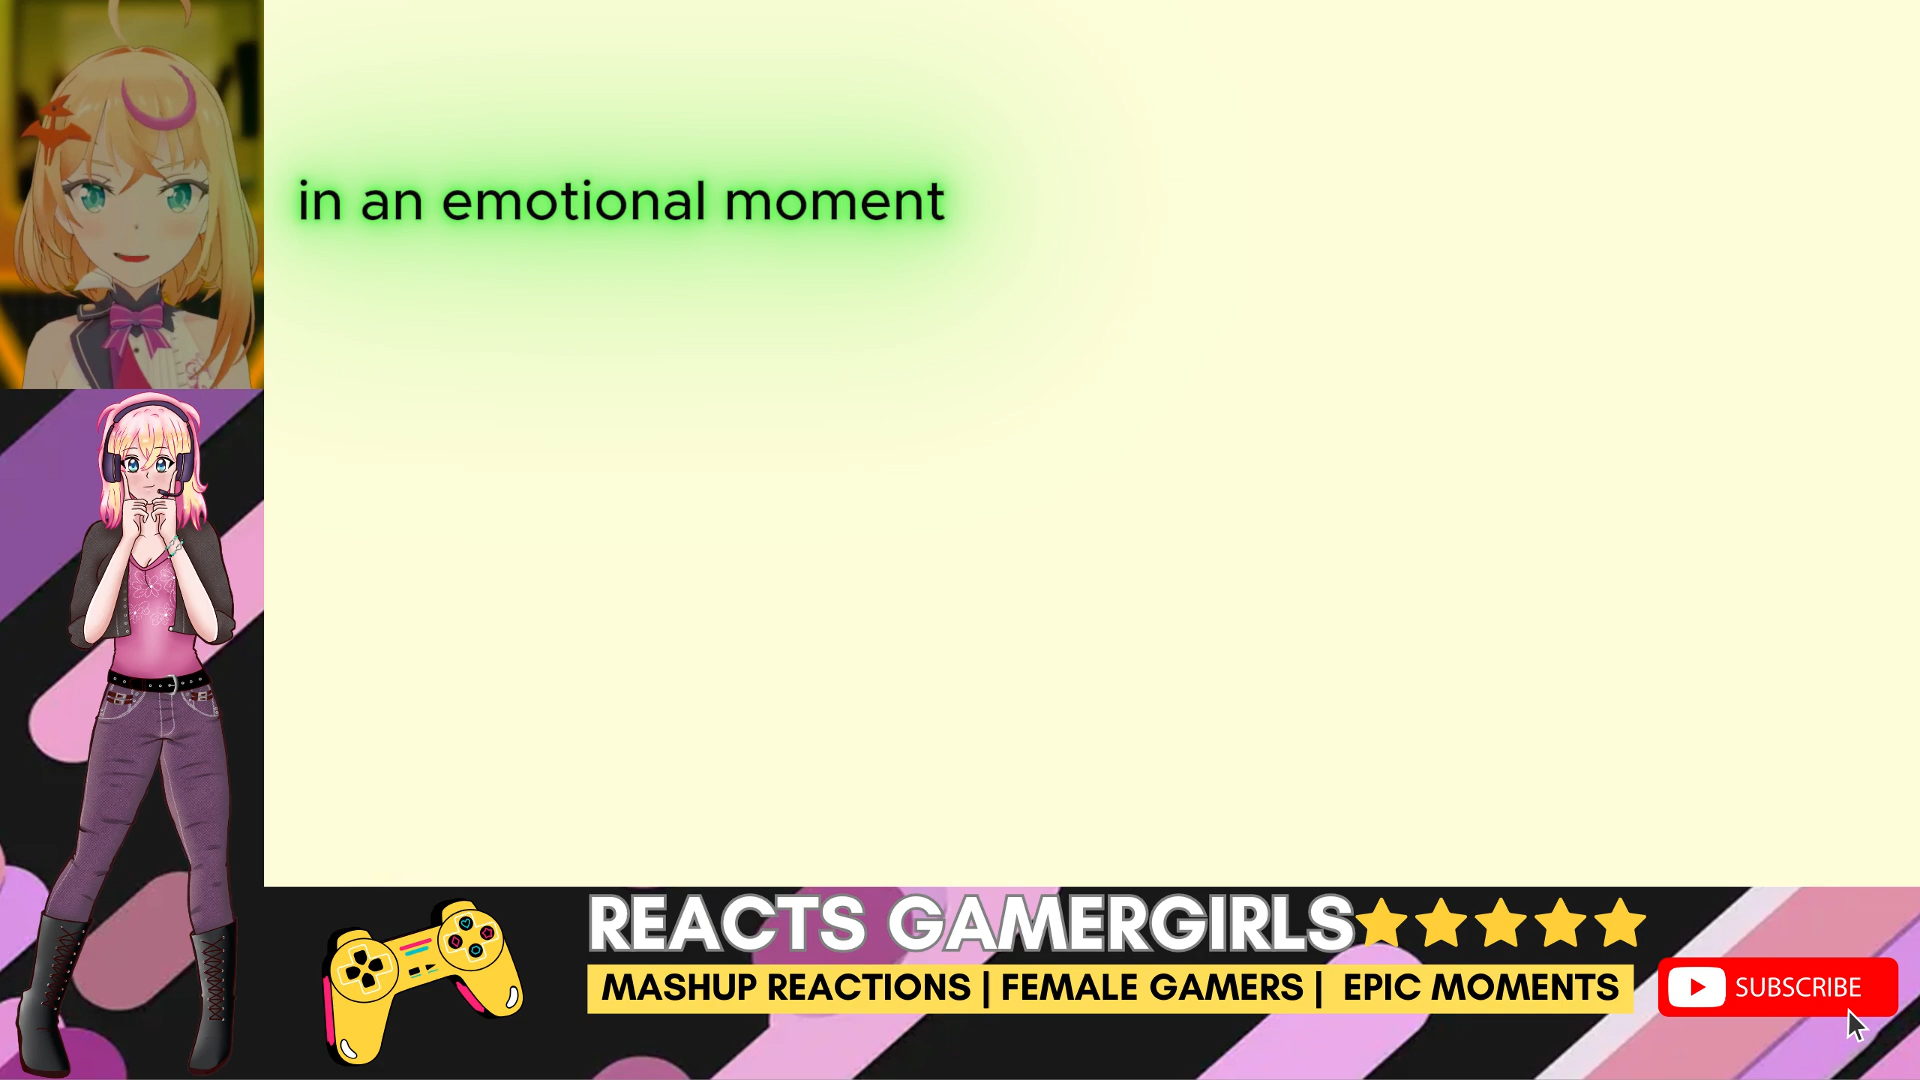 in an emotional moment
REACTS GAMERGIRLS
MASHUP REACTIONS | FEMALE GAMERS | EPIC MOMENTS
SUBSCRIBE